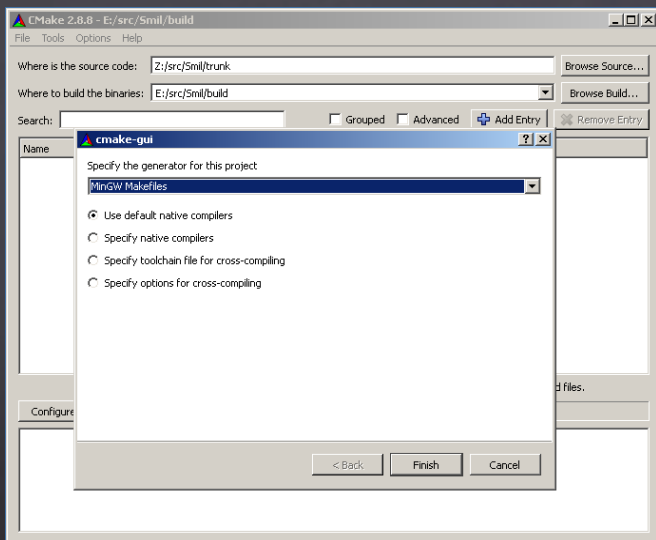 CMake 2.8.8 - E:/src/Smil/build
File Tools Options Help
Where is the source code: Z:/src/Smil/trunk Browse Source...
Where to build the binaries: E:/src/Smil/build Browse Build...
Search: Grouped Advanced Add Entry Remove Entry
Name
cmake-gui
Specify the generator for this project
MinGW Makefiles
Use default native compilers
Specify native compilers
Specify toolchain file for cross-compiling
Specify options for cross-compiling
d files.
Configure
< Back Finish Cancel